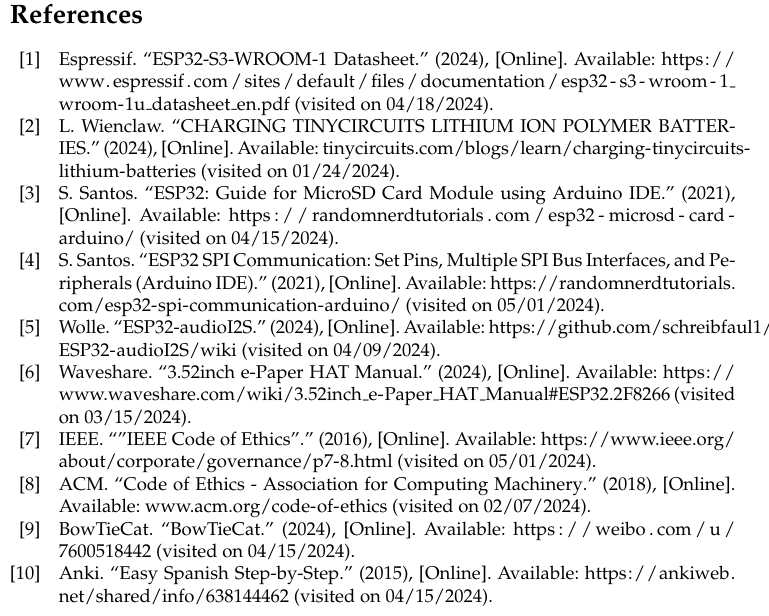 References
[1] Espressif. “ESP32-S3-WROOM-1 Datasheet.” (2024), [Online]. Available: https://
www.espressif.com/sites/default/files/documentation/esp32-s3-wroom-1_
wroom-1u_datasheet_en.pdf (visited on 04/18/2024).
[2] L. Wienclaw. “CHARGING TINYCIRCUITS LITHIUM ION POLYMER BATTER-
IES.” (2024), [Online]. Available: tinycircuits.com/blogs/learn/charging-tinycircuits-
lithium-batteries (visited on 01/24/2024).
[3] S. Santos. “ESP32: Guide for MicroSD Card Module using Arduino IDE.” (2021),
[Online]. Available: https://randomnerdtutorials.com/esp32-microsd-card-
arduino/ (visited on 04/15/2024).
[4] S. Santos. “ESP32 SPI Communication: Set Pins, Multiple SPI Bus Interfaces, and Pe-
ripherals (Arduino IDE).” (2021), [Online]. Available: https://randomnerdtutorials.
com/esp32-spi-communication-arduino/ (visited on 05/01/2024).
[5] Wolle. “ESP32-audioI2S.” (2024), [Online]. Available: https://github.com/schreibfaul1/
ESP32-audioI2S/wiki (visited on 04/09/2024).
[6] Waveshare. “3.52inch e-Paper HAT Manual.” (2024), [Online]. Available: https://
www.waveshare.com/wiki/3.52inch_e-Paper_HAT_Manual#ESP32.2F8266 (visited
on 03/15/2024).
[7] IEEE. “”IEEE Code of Ethics”.” (2016), [Online]. Available: https://www.ieee.org/
about/corporate/governance/p7-8.html (visited on 05/01/2024).
[8] ACM. “Code of Ethics - Association for Computing Machinery.” (2018), [Online].
Available: www.acm.org/code-of-ethics (visited on 02/07/2024).
[9] BowTieCat. “BowTieCat.” (2024), [Online]. Available: https://weibo.com/u/
7600518442 (visited on 04/15/2024).
[10] Anki. “Easy Spanish Step-by-Step.” (2015), [Online]. Available: https://ankiweb.
net/shared/info/638144462 (visited on 04/15/2024).